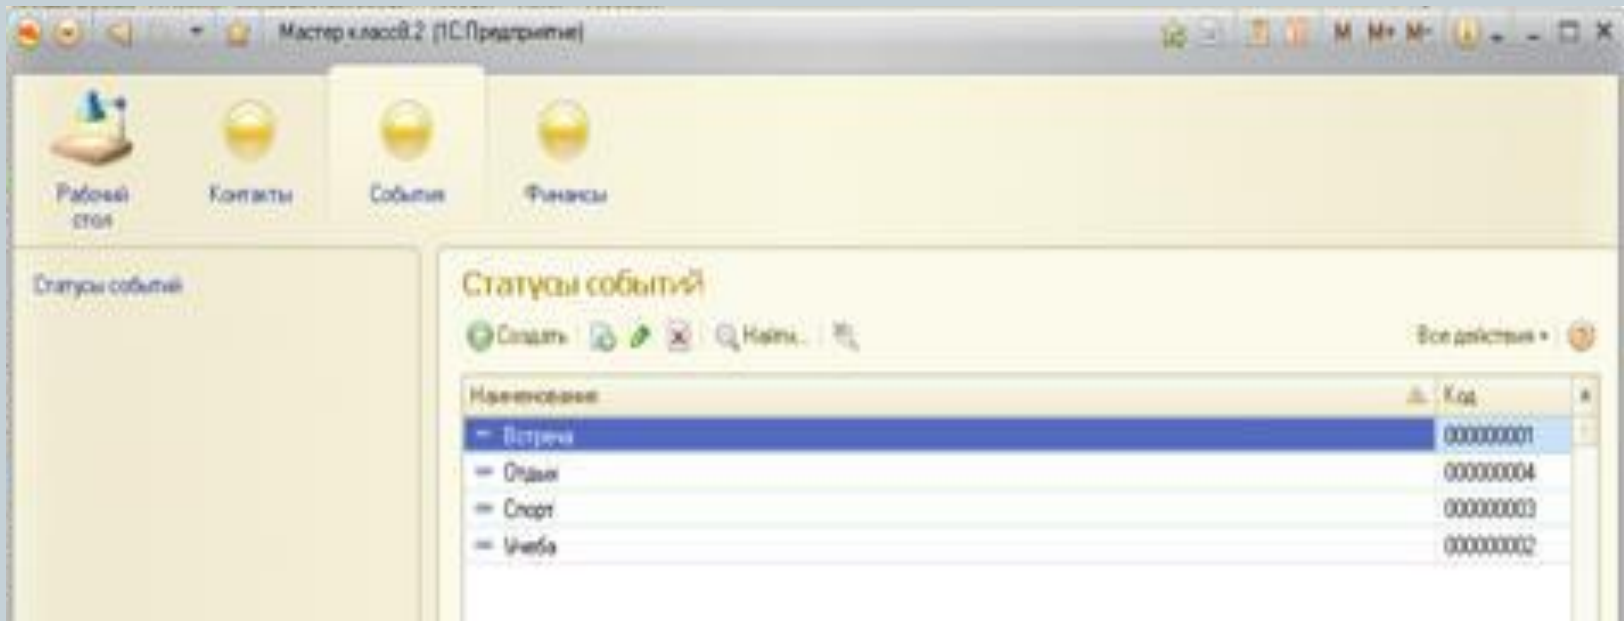 Мастер класс8.2 (1С:Предприятие)
M M+ M-
Рабочий
стол
Контакты
События
Финансы
Статусы событий
Статусы событий
Создать
Найти...
Все действия
Наименование
Код
Встреча
000000001
Отдых
000000004
Спорт
000000003
Учеба
000000002